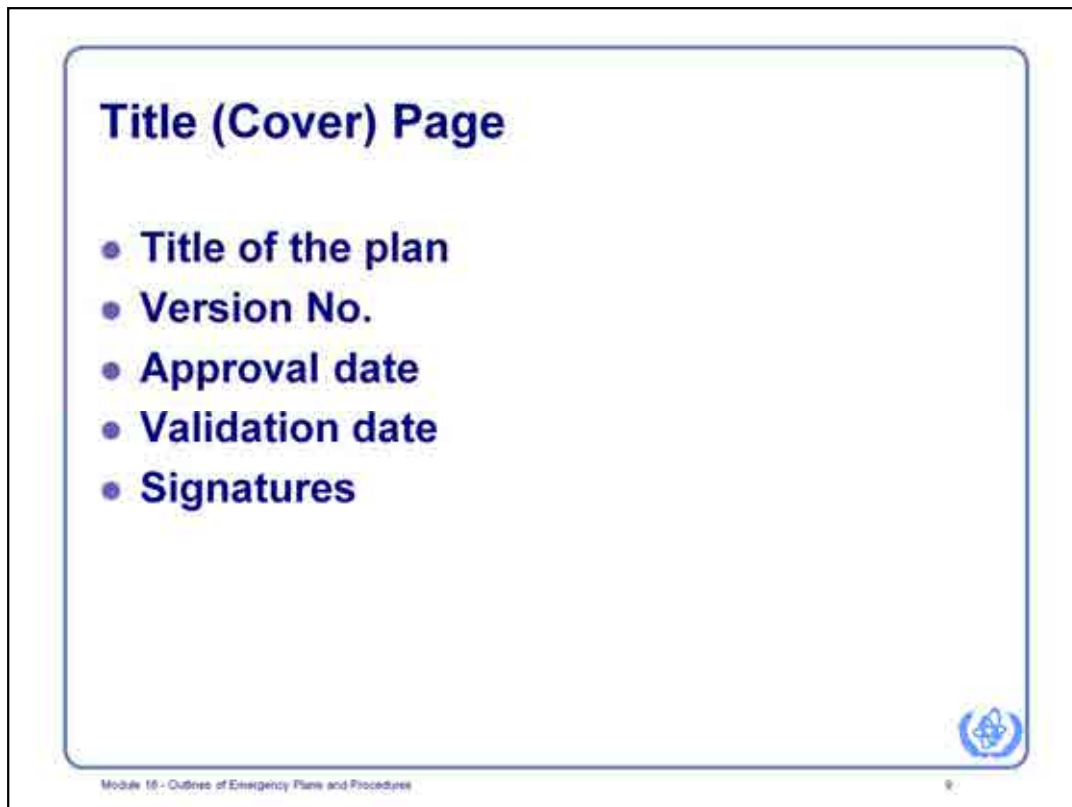 Title (Cover) Page
Title of the plan
Version No.
Approval date
Validation date
Signatures
Module - Outlines of Emergency Plans and Procedures
9